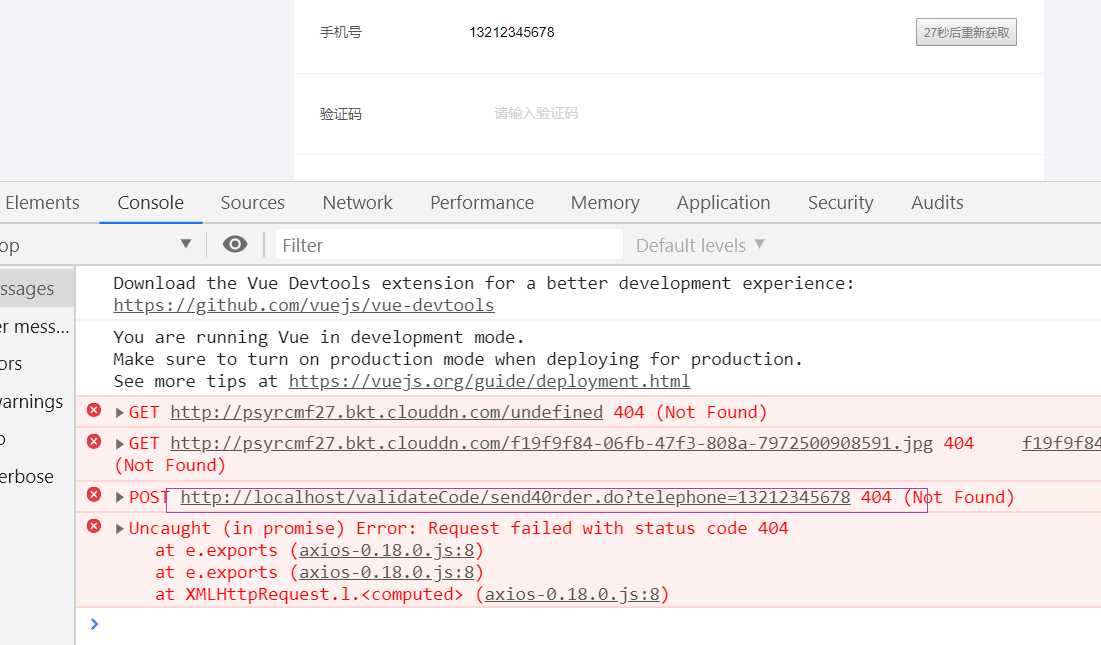 手机号 13212345678 27秒后重新获取
验证码 请输入验证码
Elements Console Sources Network Performance Memory Application Security Audits
op Filter Default levels
ssages
er mess...
ors
varnings
o
erbose
Download the Vue Devtools extension for a better development experience:
https://github.com/vuejs/vue-devtools
You are running Vue in development mode.
Make sure to turn on production mode when deploying for production.
See more tips at https://vuejs.org/guide/deployment.html
GET http://psyrcmf27.bkt.clouddn.com/undefined 404 (Not Found)
GET http://psyrcmf27.bkt.clouddn.com/f19f9f84-06fb-47f3-808a-7972500908591.jpg 404 f19f9f84
(Not Found)
POST http://localhost/validateCode/send40rder.do?telephone=13212345678 404 (Not Found)
Uncaught (in promise) Error: Request failed with status code 404
at e.exports (axios-0.18.0.js:8)
at e.exports (axios-0.18.0.js:8)
at XMLHttpRequest.l.<computed> (axios-0.18.0.js:8)